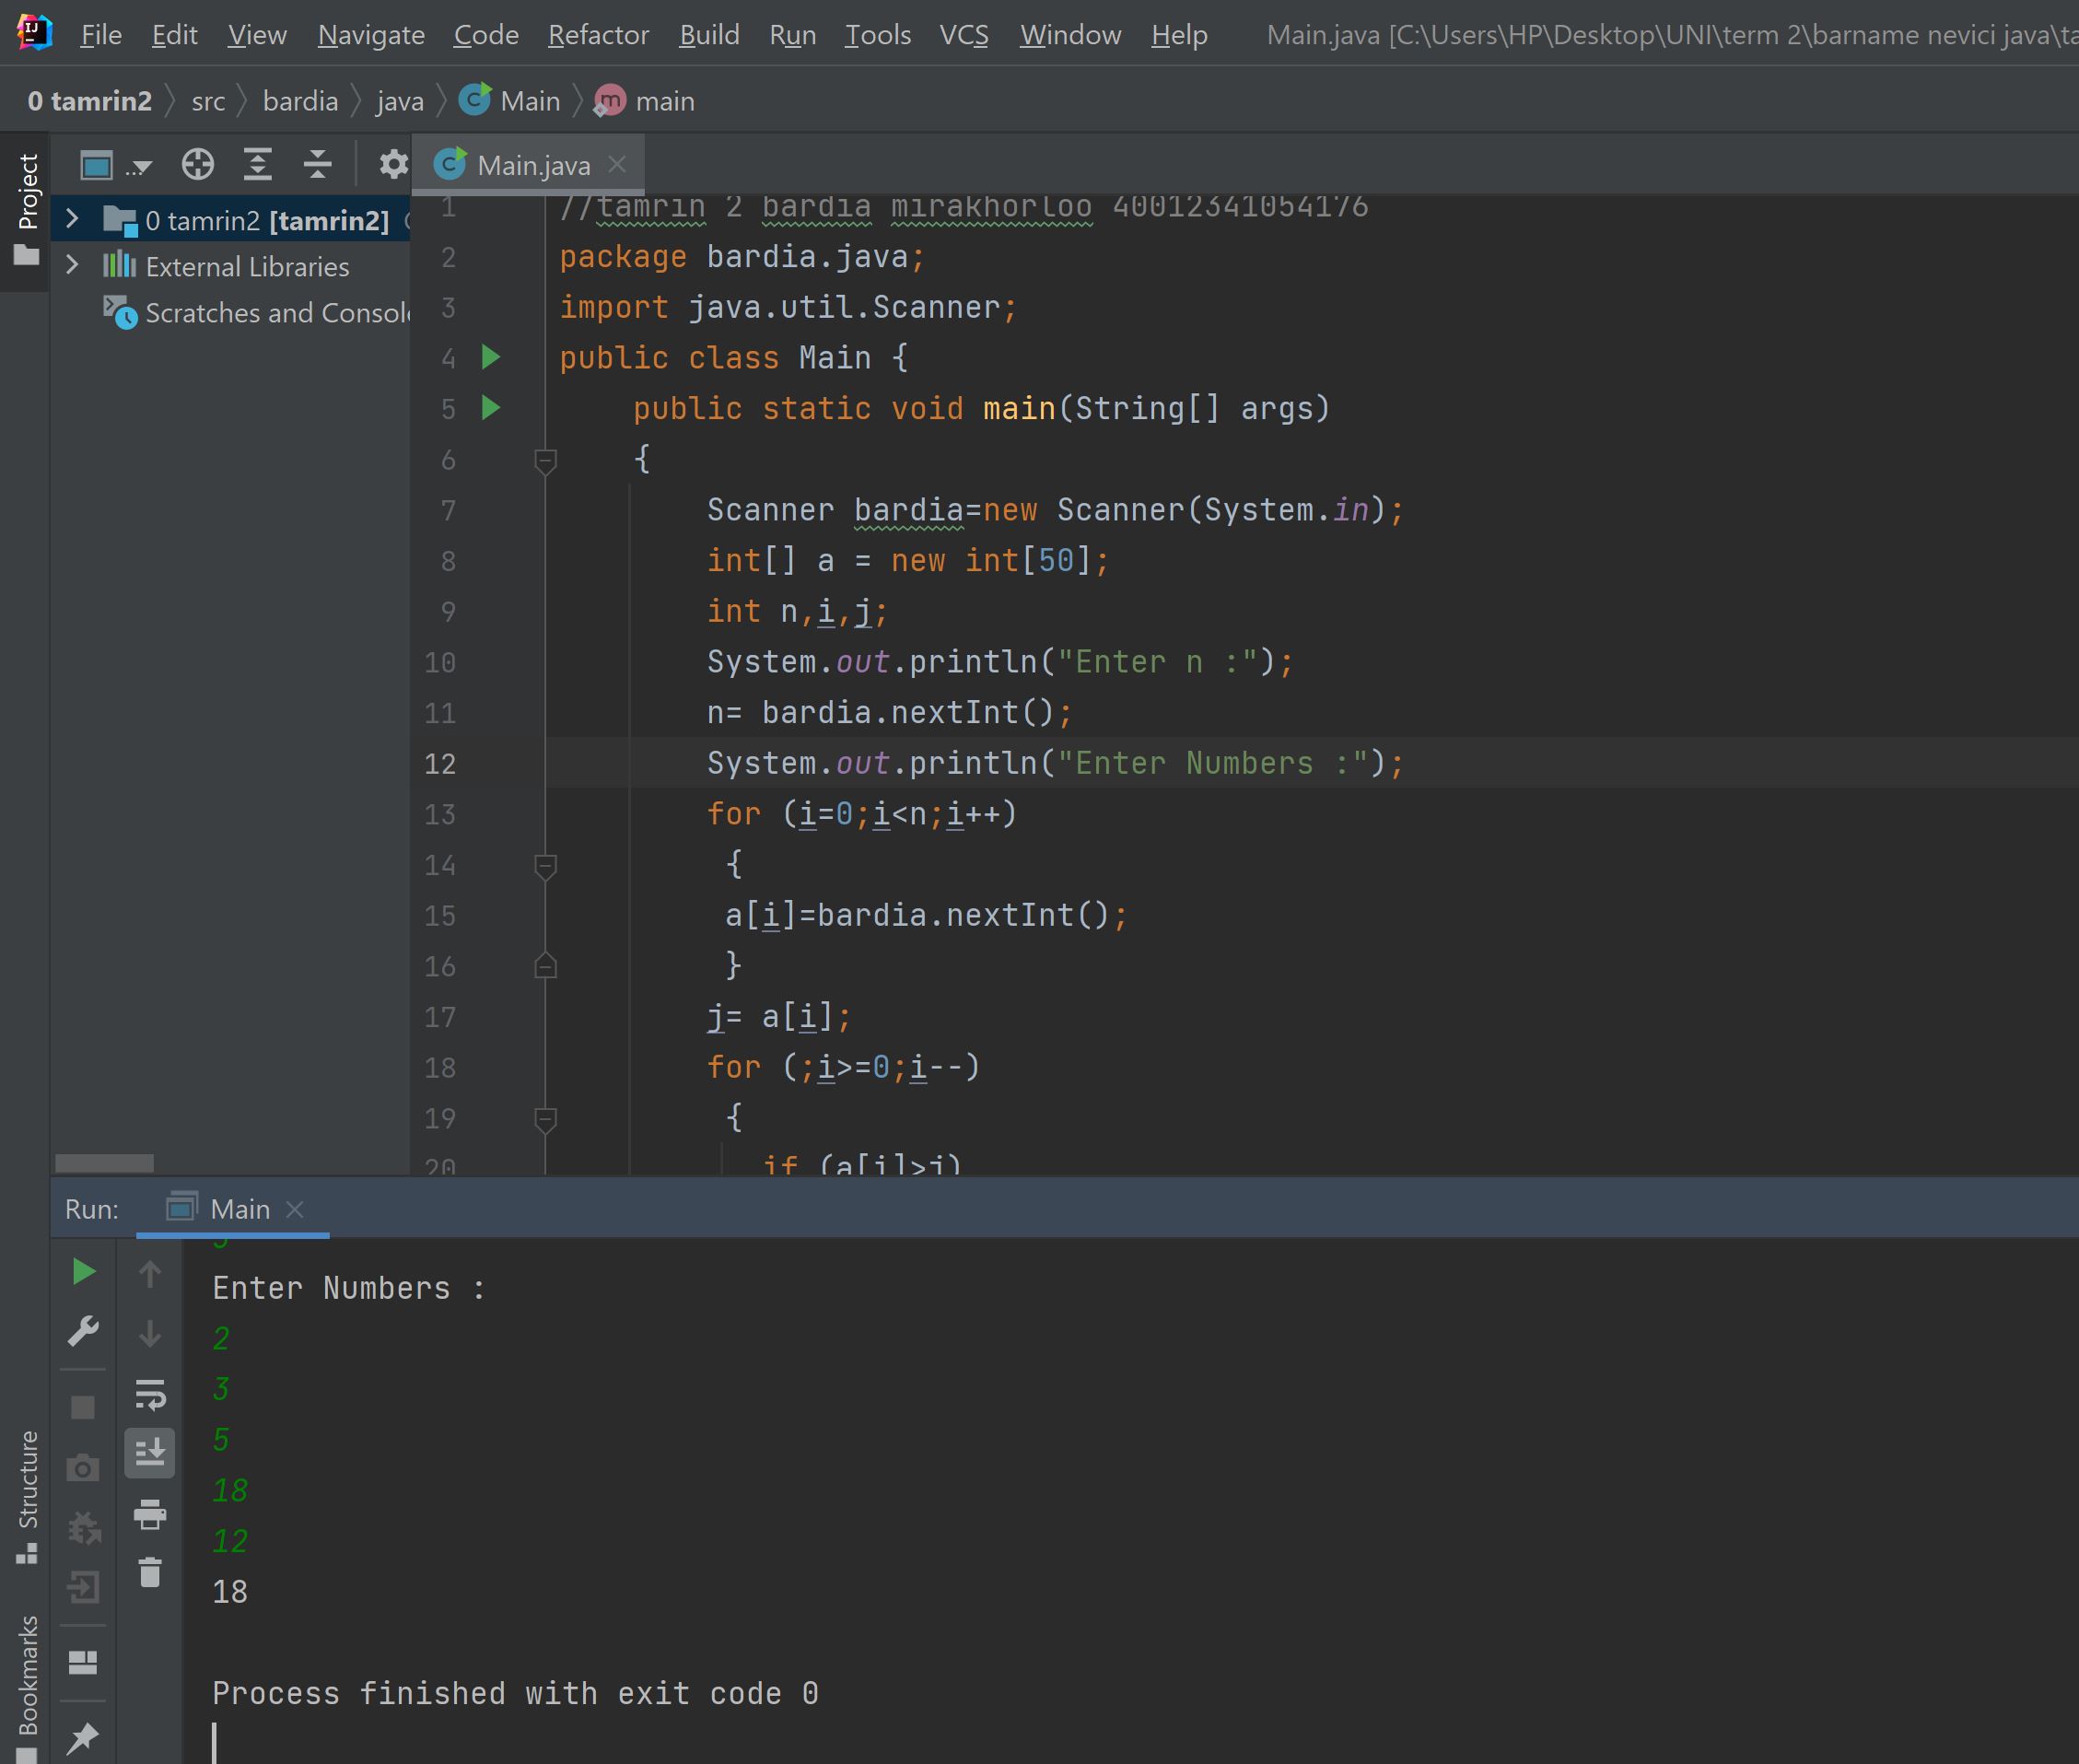 File Edit View Navigate Code Refactor Build Run Tools VCS Window Help Main.java [C:\Users\HP\Desktop\UNI\term 2\barname nevici java\ta
0 tamrin2 src bardia java Main main
Project
Main.java
0 tamrin2 [tamrin2]
External Libraries
Scratches and Consol
1 //tamrin 2 bardia mirakhorloo 40012341054176
2 package bardia.java;
3 import java.util.Scanner;
4 public class Main {
5 public static void main(String[] args)
6 {
7 Scanner bardia=new Scanner(System.in);
8 int[] a = new int[50];
9 int n,i,j;
10 System.out.println("Enter n :");
11 n= bardia.nextInt();
12 System.out.println("Enter Numbers :");
13 for (i=0;i<n;i++)
14 {
15 a[i]=bardia.nextInt();
16 }
17 j= a[i];
18 for (;i>=0;i--)
19 {
20 if (a[i]>j)
Run: Main
Enter Numbers :
2
3
5
18
12
18
Process finished with exit code 0
Structure
Bookmarks